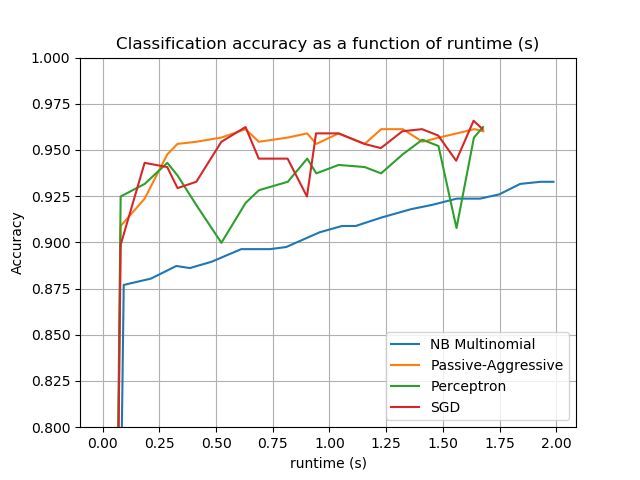 Classification accuracy as a function of runtime (s)
1.000
0.975
0.950
0.925
0.900
0.875
0.850
0.825
0.800
Accuracy
NB Multinomial
Passive-Aggressive
Perceptron
SGD
0.00 0.25 0.50 0.75 1.00 1.25 1.50 1.75 2.00
runtime (s)